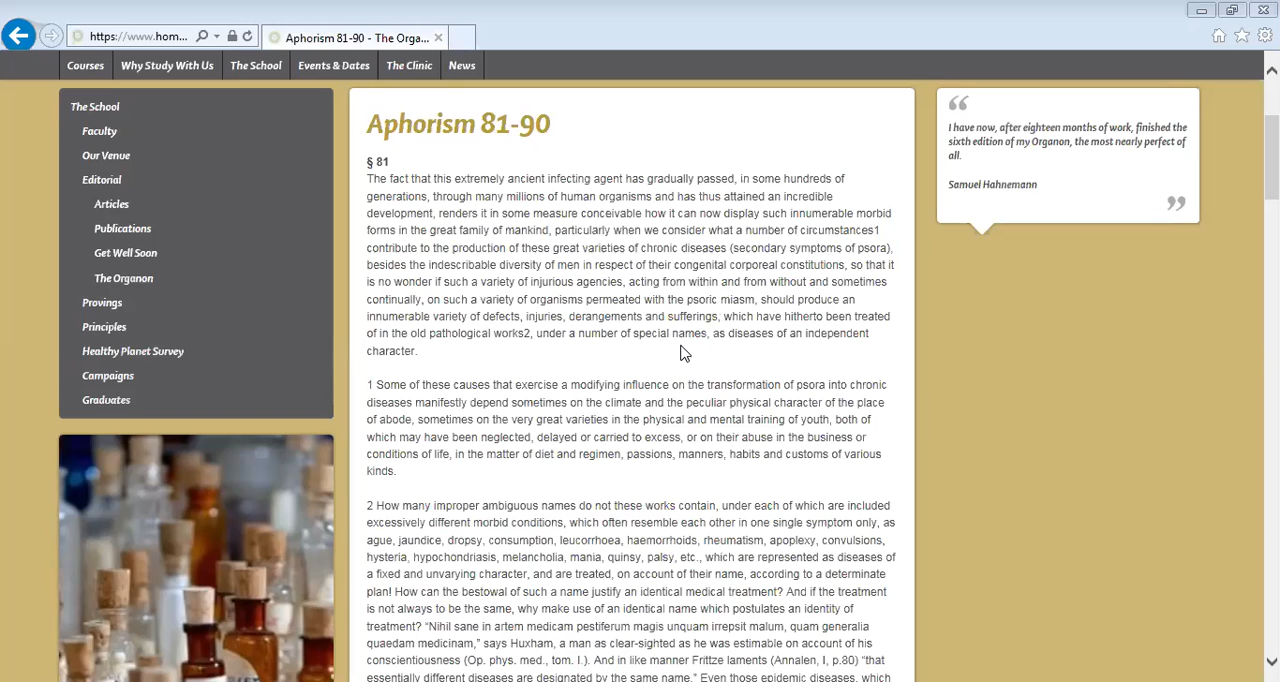 https://www.hom...
Aphorism 81-90 - The Orga...
Courses
Why Study With Us
The School
Events & Dates
The Clinic
News
The School
Faculty
Our Venue
Editorial
Articles
Publications
Get Well Soon
The Organon
Provings
Principles
Healthy Planet Survey
Campaigns
Graduates
Aphorism 81-90
§ 81
The fact that this extremely ancient infecting agent has gradually passed, in some hundreds of
generations, through many millions of human organisms and has thus attained an incredible
development, renders it in some measure conceivable how it can now display such innumerable morbid
forms in the great family of mankind, particularly when we consider what a number of circumstances1
contribute to the production of these great varieties of chronic diseases (secondary symptoms of psora),
besides the indescribable diversity of men in respect of their congenital corporeal constitutions, so that it
is no wonder if such a variety of injurious agencies, acting from within and from without and sometimes
continually, on such a variety of organisms permeated with the psoric miasm, should produce an
innumerable variety of defects, injuries, derangements and sufferings, which have hitherto been treated
of in the old pathological works2, under a number of special names, as diseases of an independent
character.
1 Some of these causes that exercise a modifying influence on the transformation of psora into chronic
diseases manifestly depend sometimes on the climate and the peculiar physical character of the place
of abode, sometimes on the very great varieties in the physical and mental training of youth, both of
which may have been neglected, delayed or carried to excess, or on their abuse in the business or
conditions of life, in the matter of diet and regimen, passions, manners, habits and customs of various
kinds.
2 How many improper ambiguous names do not these works contain, under each of which are included
excessively different morbid conditions, which often resemble each other in one single symptom only, as
ague, jaundice, dropsy, consumption, leucorrhoea, haemorrhoids, rheumatism, apoplexy, convulsions,
hysteria, hypochondriasis, melancholia, mania, quinsy, palsy, etc., which are represented as diseases of
a fixed and unvarying character, and are treated, on account of their name, according to a determinate
plan! How can the bestowal of such a name justify an identical medical treatment? And if the treatment
is not always to be the same, why make use of an identical name which postulates an identity of
treatment? “Nihil sane in artem medicam pestiferum magis unquam irrepsit malum, quam generalia
quaedam medicinam,” says Huxham, a man as clear-sighted as he was estimable on account of his
conscientiousness (Op. phys. med., tom. I.). And in like manner Frittze laments (Annalen, I, p.80) “that
essentially different diseases are designated by the same name.” Even those epidemic diseases, which
“
I have now, after eighteen months of work, finished the
sixth edition of my Organon, the most nearly perfect of
all.
Samuel Hahnemann
”